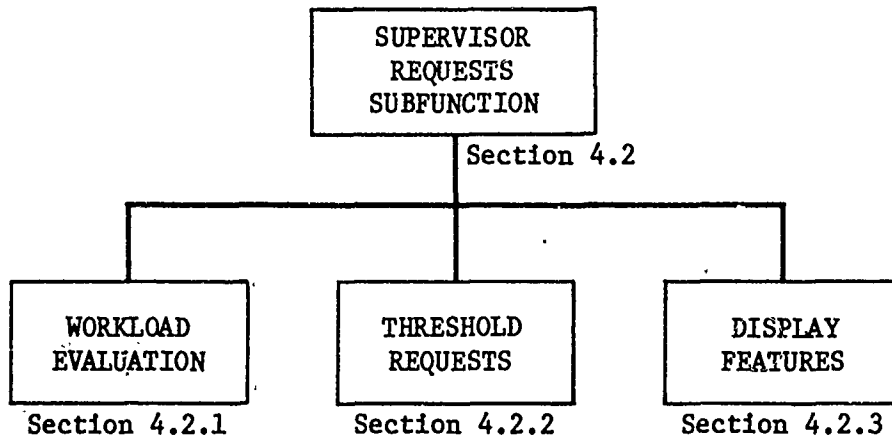 SUPERVISOR
REQUESTS
SUBFUNCTION
Section 4.2
WORKLOAD
EVALUATION
Section 4.2.1
THRESHOLD
REQUESTS
Section 4.2.2
DISPLAY
FEATURES
Section 4.2.3